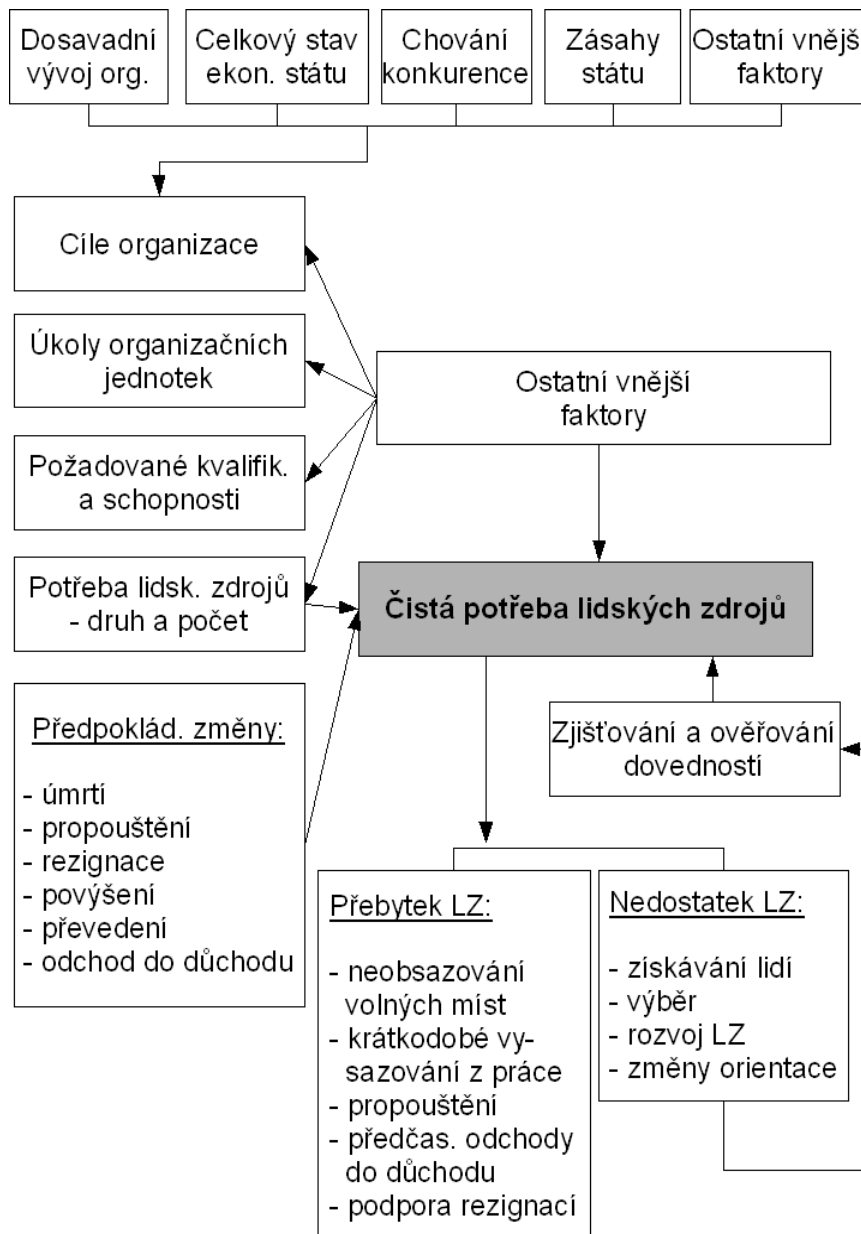 Dosavadní
vývoj org.
Celkový stav
ekon. státu
Chování
konkurence
Zásahy
státu
Ostatní vnějš
faktory
Cíle organizace
Úkoly organizačních
jednotek
Ostatní vnější
faktory
Požadované kvalifik.
a schopnosti
Potřeba lidsk. zdrojů
- druh a počet
Čistá potřeba lidských zdrojů
Předpoklád. změny:
- úmrtí
- propouštění
- rezignace
- povýšení
- převedení
- odchod do důchodu
Zjišťování a ověřování
dovedností
Přebytek LZ:
- neobsazování
volných míst
- krátkodobé vy-
sazování z práce
- propouštění
- předčas. odchody
do důchodu
- podpora rezignací
Nedostatek LZ:
- získávání lidí
- výběr
- rozvoj LZ
- změny orientace